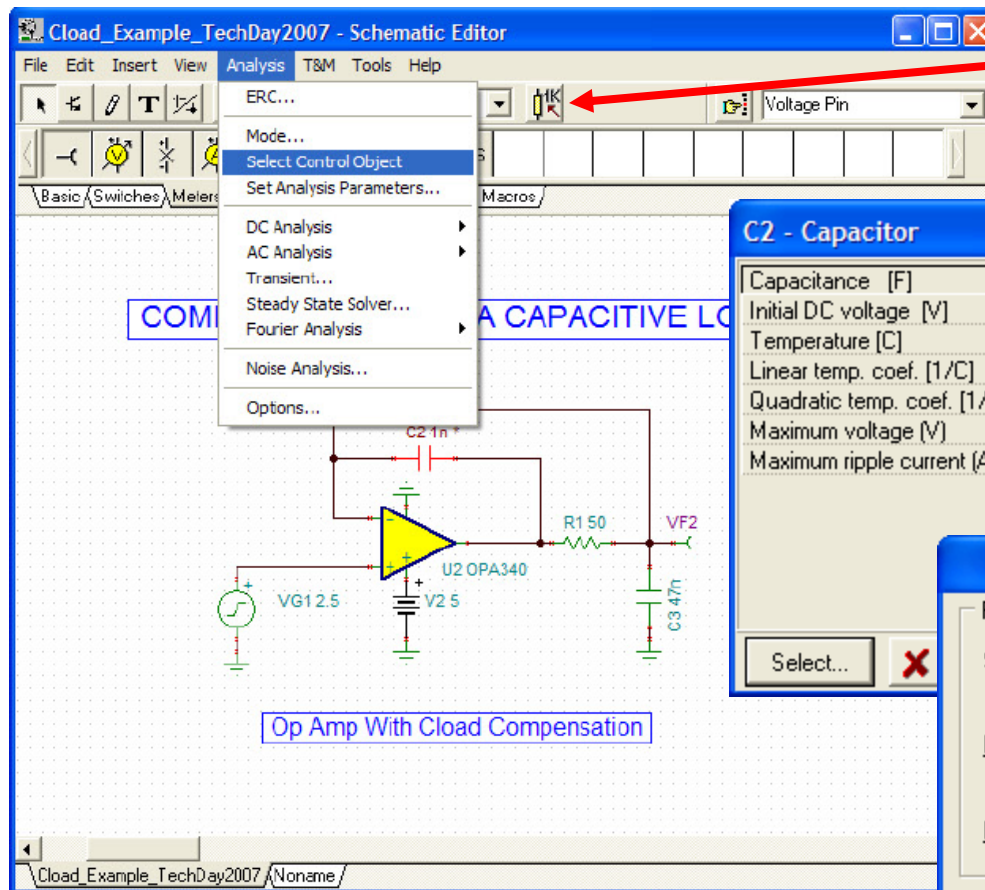 Cload_Example_TechDay2007 - Schematic Editor
File Edit Insert View Analysis T&M Tools Help
T
1K
Voltage Pin
V
Basic Switches Meters Macros
ERC...
Mode...
Select Control Object
Set Analysis Parameters...
DC Analysis
AC Analysis
Transient...
Steady State Solver...
Fourier Analysis
Noise Analysis...
Options...
COM A CAPACITIVE LO
C2 1n *
R1 50
VF2
U2 OPA340
VG1 2.5
V2 5
C3 47n
Op Amp With Cload Compensation
Cload_Example_TechDay2007 Noname
C2 - Capacitor
Capacitance [F]
Initial DC voltage [V]
Temperature [C]
Linear temp. coef. [1/C]
Quadratic temp. coef. [1/
Maximum voltage (V)
Maximum ripple current (A
Select...